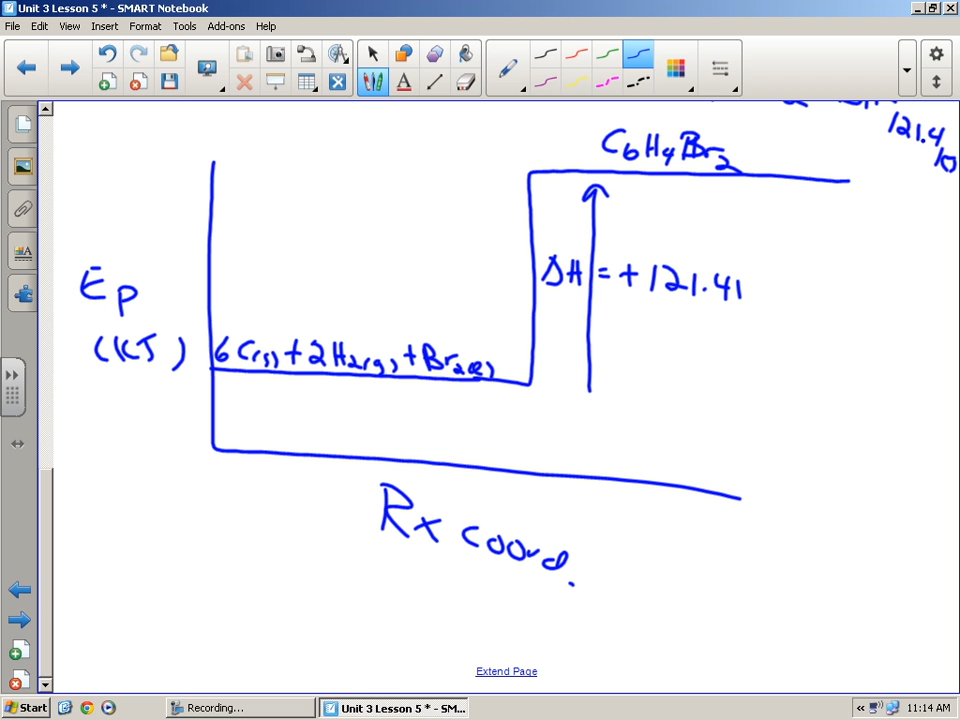 Unit 3 Lesson 5 * - SMART Notebook
File Edit View Insert Format Tools Add-ons Help
121.4
10
C6H4Br2
ΔH = + 121.41
EP
(KJ)
6C(s) + 2H2(g) + Br2(l)
Rx coord.
Extend Page
Start
Recording...
Unit 3 Lesson 5 * - SM...
11:14 AM